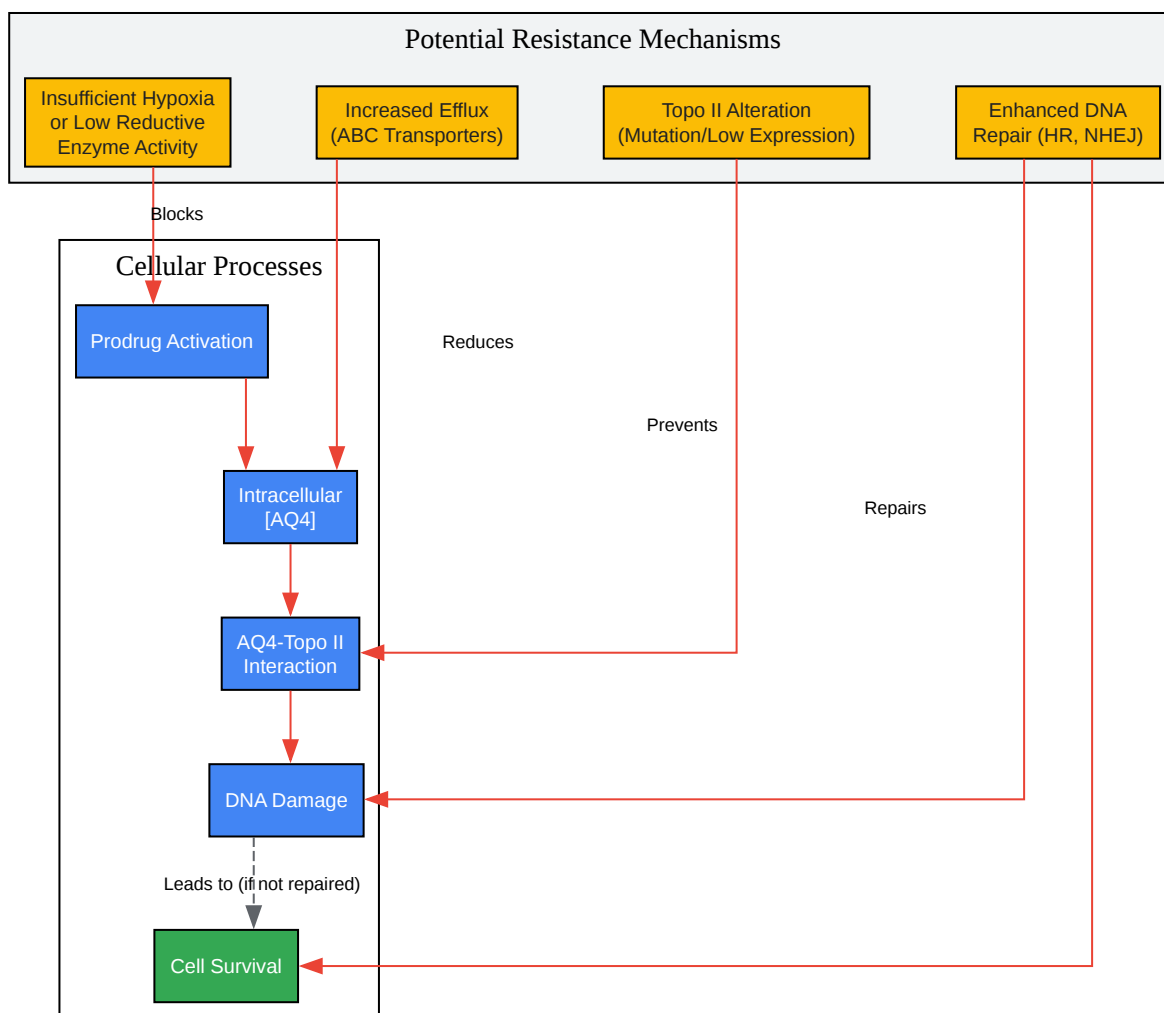 Potential Resistance Mechanisms
Insufficient Hypoxia
or Low Reductive
Enzyme Activity
Increased Efflux
(ABC Transporters)
Topo II Alteration
(Mutation/Low Expression)
Enhanced DNA
Repair (HR, NHEJ)
Blocks
Cellular Processes
Prodrug Activation
Reduces
Prevents
Intracellular
[AQ4]
Repairs
AQ4-Topo II
Interaction
DNA Damage
Leads to (if not repaired)
Cell Survival